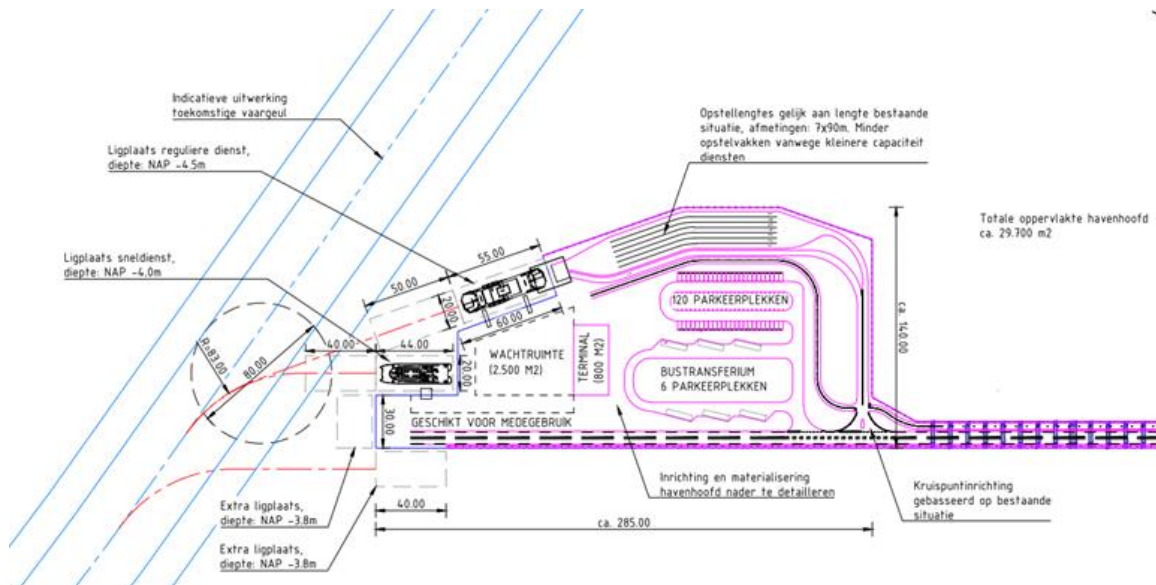 Indicatieve uitwerking
toekomstige vaargeul
Ligplaats reguliere dienst,
diepte: NAP -4.5m
Ligplaats sneldienst,
diepte: NAP -4.0m
Opstellengtes gelijk aan lengte bestaande
situatie, afmetingen: 7x90m. Minder
opstelvakken vanwege kleinere capaciteit
diensten
Totale oppervlakte havenhoofd
ca. 29.700 m2
55.00
50.00
20.00
60.00
40.00
44.00
R=83.00
80.00
20.00
30.00
WACHTRUIMTE
(2.500 M2)
TERMINAL
(800 M2)
120 PARKEERPLEKKEN
BUSTRANSFERIUM
6 PARKEERPLEKKEN
ca. 140.00
GESCHIKT VOOR MEDEGEBRUIK
Inrichting en materialisering
havenhoofd nader te detailleren
Kruispuntinrichting
gebasseerd op bestaande
situatie
Extra ligplaats,
diepte: NAP -3.8m
40.00
ca. 285.00
Extra ligplaats,
diepte: NAP -3.8m